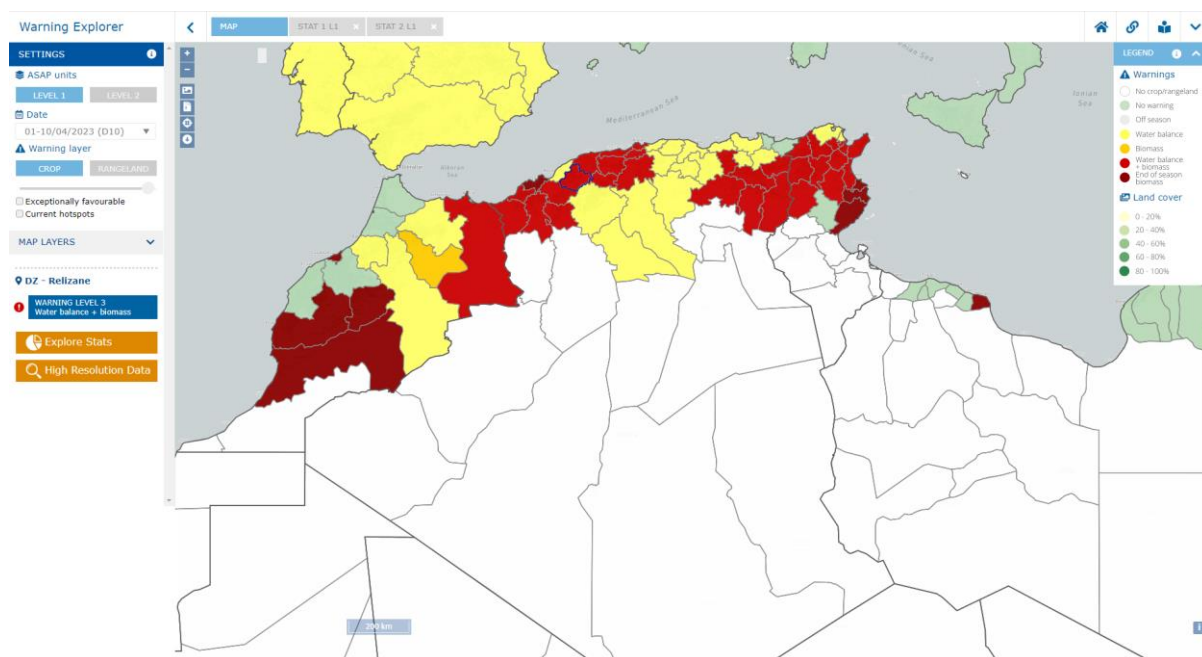 Warning Explorer
MAP
STAT 1 L1 ×
STAT 2 L1 ×
SETTINGS
ASAP units
LEVEL 1
LEVEL 2
Date
01-10/04/2023 (D10)
Warning layer
CROP
RANGELAND
Exceptionally favourable
Current hotspots
MAP LAYERS
DZ - Relizane
WARNING LEVEL 3
Water balance + biomass
Explore Stats
High Resolution Data
+
−
Mediterranean Sea
Sea
Ionian
Sea
200 km
LEGEND
Warnings
No crop/rangeland
No warning
Off season
Water balance
Biomass
Water balance
+ biomass
End of season
biomass
Land cover
0 - 20%
20 - 40%
40 - 60%
60 - 80%
80 - 100%